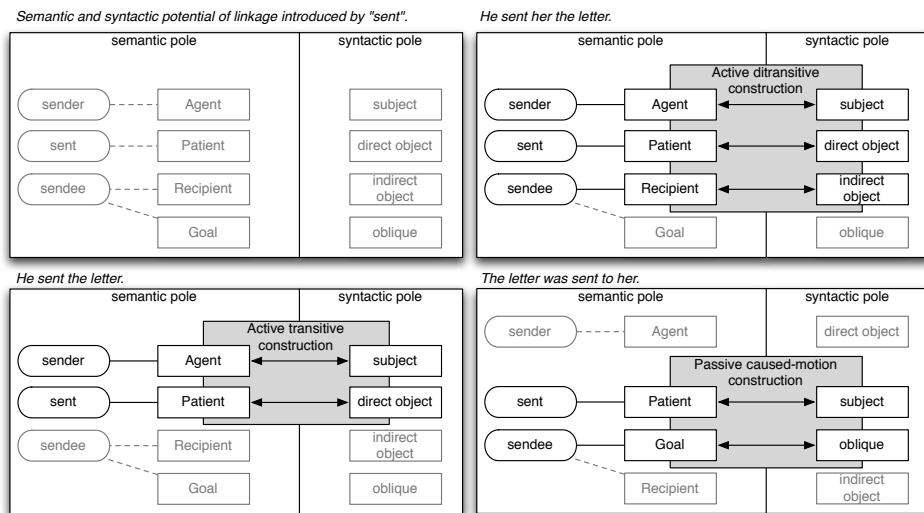 Semantic and syntactic potential of linkage introduced by "sent".
semantic pole
syntactic pole
sender
Agent
subject
sent
Patient
direct object
sendee
Recipient
indirect
object
Goal
oblique
He sent her the letter.
semantic pole
syntactic pole
Active ditransitive
construction
sender
Agent
subject
sent
Patient
direct object
sendee
Recipient
indirect
object
Goal
oblique
He sent the letter.
semantic pole
syntactic pole
Active transitive
construction
sender
Agent
subject
sent
Patient
direct object
sendee
Recipient
indirect
object
Goal
oblique
The letter was sent to her.
semantic pole
syntactic pole
sender
Agent
direct object
Passive caused-motion
construction
sent
Patient
subject
sendee
Goal
oblique
Recipient
indirect
object